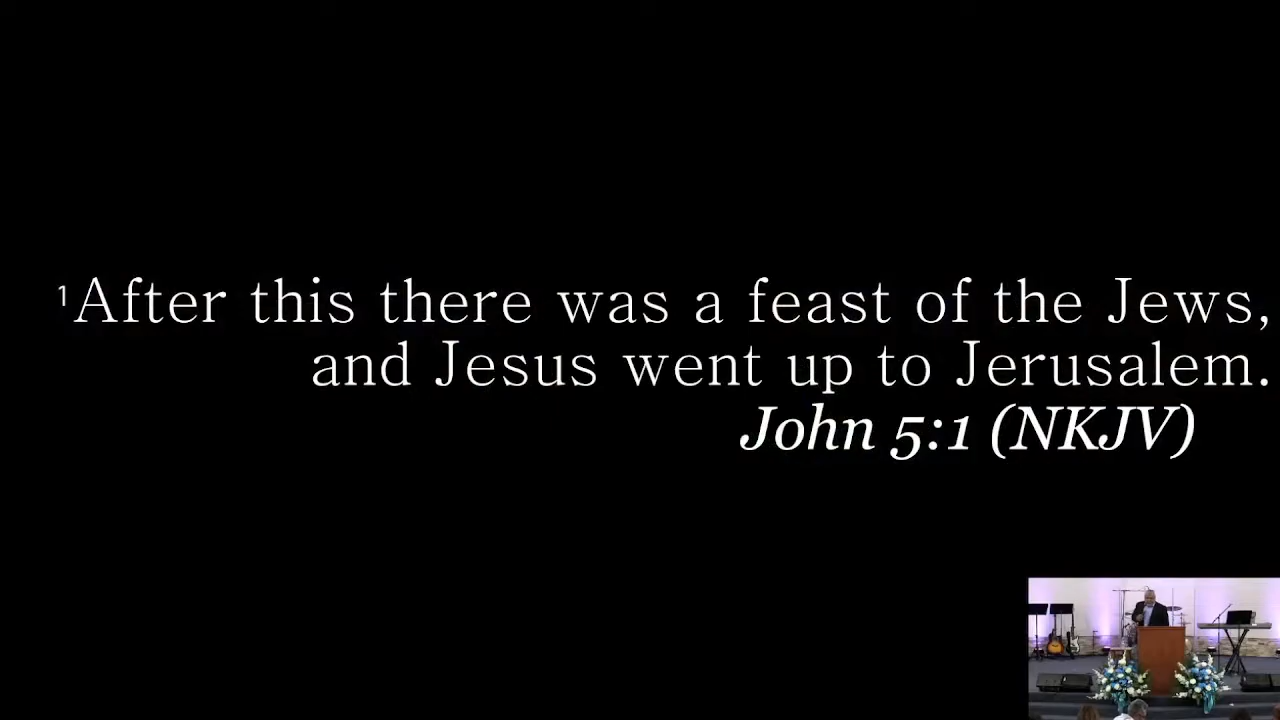 ¹After this there was a feast of the Jews,
and Jesus went up to Jerusalem.
John 5:1 (NKJV)